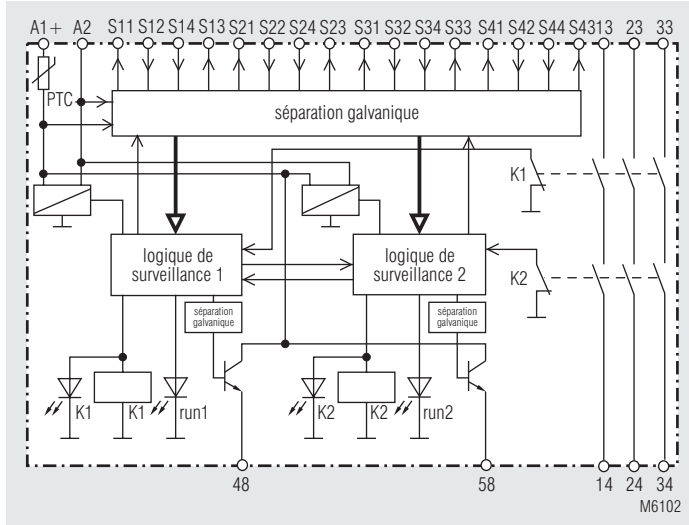 A1+ A2 S11 S12 S14 S13 S21 S22 S24 S23 S31 S32 S34 S33 S41 S42 S44 S43 13 23 33
PTC
séparation galvanique
K1
logique de
surveillance 1
logique de
surveillance 2
K2
séparation
galvanique
séparation
galvanique
K1 K1 run1 K2 K2 run2
48 58 14 24 34
M6102